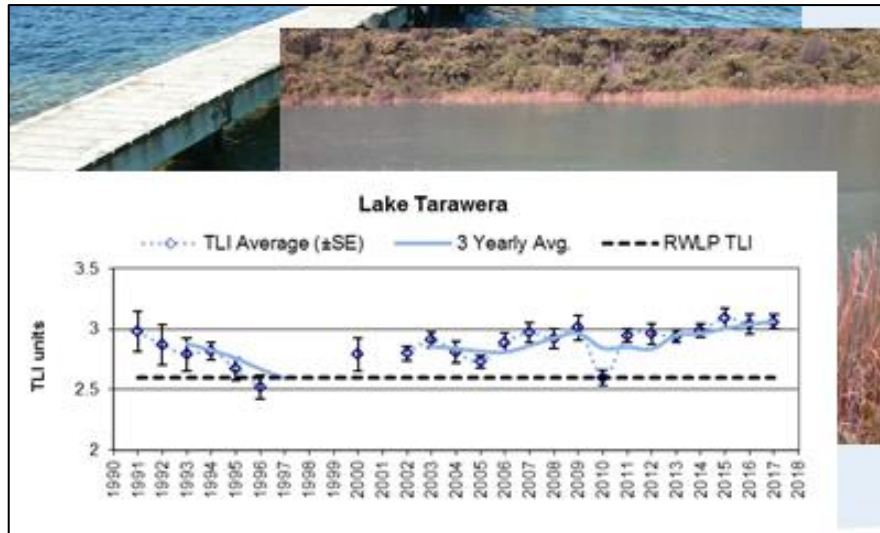 Lake Tarawera
TLI Average (±SE) 3 Yearly Avg. RWLP TLI
TLI units
3.5
3
2.5
2
1990 1991 1992 1993 1994 1995 1996 1997 1998 1999 2000 2001 2002 2003 2004 2005 2006 2007 2008 2009 2010 2011 2012 2013 2014 2015 2016 2017 2018